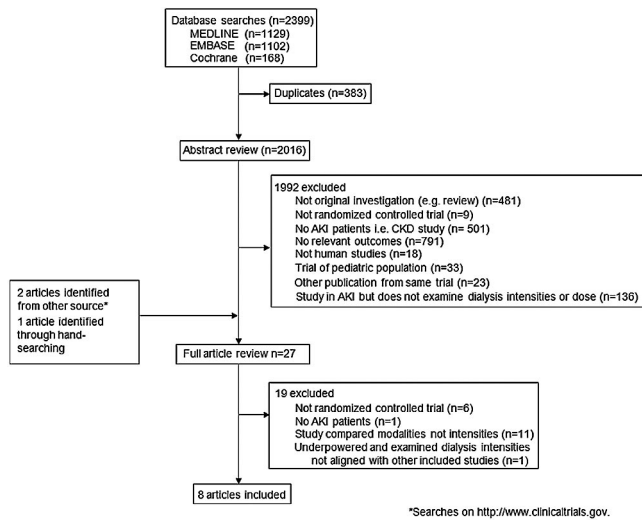 Database searches (n=2399)
MEDLINE (n=1129)
EMBASE (n=1102)
Cochrane (n=168)
Duplicates (n=383)
Abstract review (n=2016)
1992 excluded
Not original investigation (e.g. review) (n=481)
Not randomized controlled trial (n=9)
No AKI patients i.e. CKD study (n= 501)
No relevant outcomes (n=791)
Not human studies (n=18)
Trial of pediatric population (n=33)
Other publication from same trial (n=23)
Study in AKI but does not examine dialysis intensities or dose (n=136)
2 articles identified
from other source*
1 article identified
through hand-
searching
Full article review n=27
19 excluded
Not randomized controlled trial (n=6)
No AKI patients (n=1)
Study compared modalities not intensities (n=11)
Underpowered and examined dialysis intensities
not aligned with other included studies (n=1)
8 articles included
*Searches on http://www.clinicaltrials.gov.